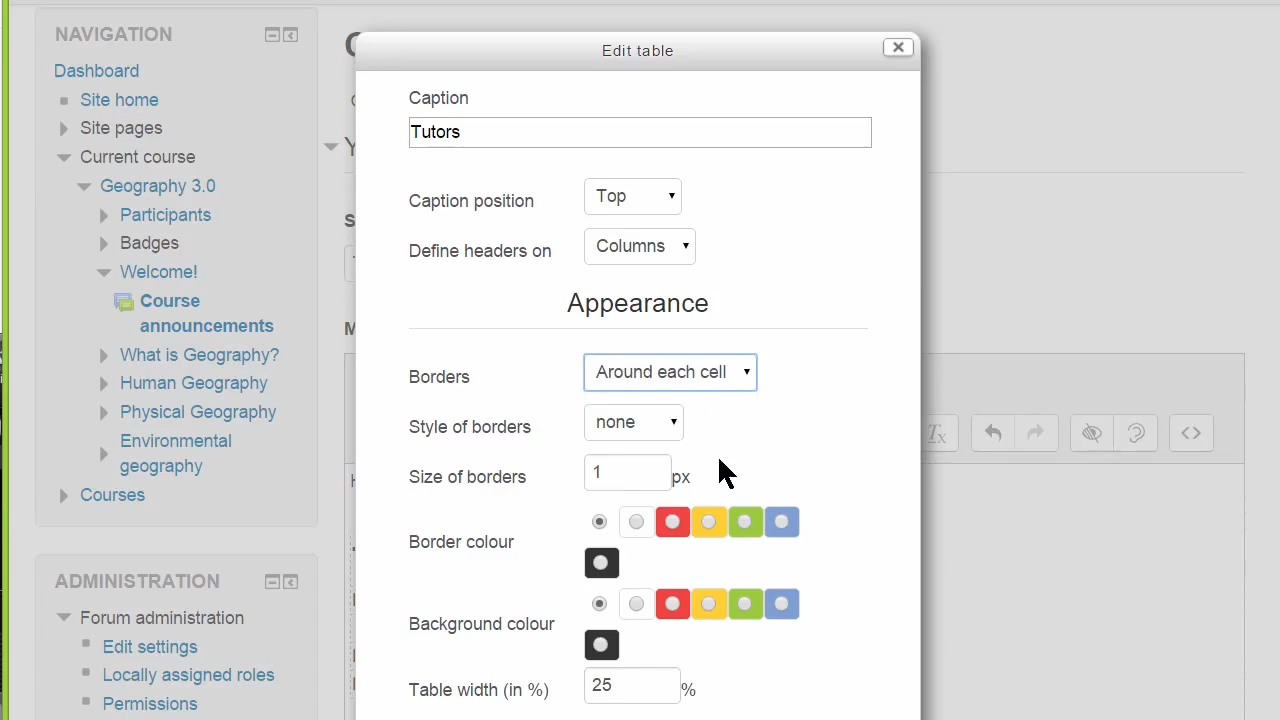 NAVIGATION
Dashboard
Site home
Site pages
Current course
Geography 3.0
Participants
Badges
Welcome!
Course
announcements
What is Geography?
Human Geography
Physical Geography
Environmental
geography
Courses
ADMINISTRATION
Forum administration
Edit settings
Locally assigned roles
Permissions
Edit table
Caption
Tutors
Caption position Top
Define headers on Columns
Appearance
Borders Around each cell
Style of borders none
Size of borders 1 px
Border colour
Background colour
Table width (in %) 25 %